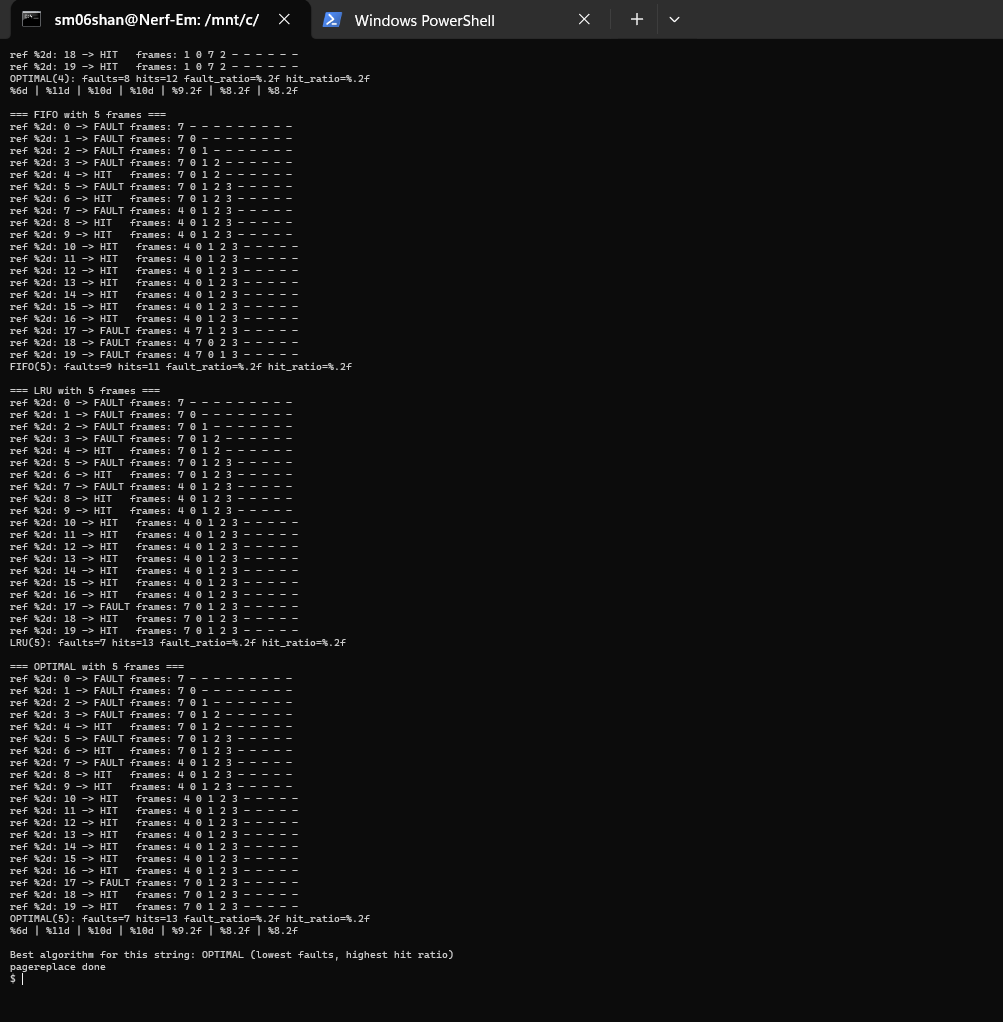 sm06shan@Nerf-Em: /mnt/c/
Windows PowerShell
ref %2d: 18 -> HIT   frames: 1 0 7 2 - - - - - -
ref %2d: 19 -> HIT   frames: 1 0 7 2 - - - - - -
OPTIMAL(4): faults=8 hits=12 fault_ratio=%.2f hit_ratio=%.2f
%6d | %11d | %10d | %10d | %9.2f | %8.2f | %8.2f
=== FIFO with 5 frames ===
ref %2d: 0 -> FAULT frames: 7 - - - - - - - - -
ref %2d: 1 -> FAULT frames: 7 0 - - - - - - - -
ref %2d: 2 -> FAULT frames: 7 0 1 - - - - - - -
ref %2d: 3 -> FAULT frames: 7 0 1 2 - - - - - -
ref %2d: 4 -> HIT   frames: 7 0 1 2 - - - - - -
ref %2d: 5 -> FAULT frames: 7 0 1 2 3 - - - - -
ref %2d: 6 -> HIT   frames: 7 0 1 2 3 - - - - -
ref %2d: 7 -> FAULT frames: 4 0 1 2 3 - - - - -
ref %2d: 8 -> HIT   frames: 4 0 1 2 3 - - - - -
ref %2d: 9 -> HIT   frames: 4 0 1 2 3 - - - - -
ref %2d: 10 -> HIT   frames: 4 0 1 2 3 - - - - -
ref %2d: 11 -> HIT   frames: 4 0 1 2 3 - - - - -
ref %2d: 12 -> HIT   frames: 4 0 1 2 3 - - - - -
ref %2d: 13 -> HIT   frames: 4 0 1 2 3 - - - - -
ref %2d: 14 -> HIT   frames: 4 0 1 2 3 - - - - -
ref %2d: 15 -> HIT   frames: 4 0 1 2 3 - - - - -
ref %2d: 16 -> HIT   frames: 4 0 1 2 3 - - - - -
ref %2d: 17 -> FAULT frames: 4 7 1 2 3 - - - - -
ref %2d: 18 -> FAULT frames: 4 7 0 2 3 - - - - -
ref %2d: 19 -> FAULT frames: 4 7 0 1 3 - - - - -
FIFO(5): faults=9 hits=11 fault_ratio=%.2f hit_ratio=%.2f
=== LRU with 5 frames ===
ref %2d: 0 -> FAULT frames: 7 - - - - - - - - -
ref %2d: 1 -> FAULT frames: 7 0 - - - - - - - -
ref %2d: 2 -> FAULT frames: 7 0 1 - - - - - - -
ref %2d: 3 -> FAULT frames: 7 0 1 2 - - - - - -
ref %2d: 4 -> HIT   frames: 7 0 1 2 - - - - - -
ref %2d: 5 -> FAULT frames: 7 0 1 2 3 - - - - -
ref %2d: 6 -> HIT   frames: 7 0 1 2 3 - - - - -
ref %2d: 7 -> FAULT frames: 4 0 1 2 3 - - - - -
ref %2d: 8 -> HIT   frames: 4 0 1 2 3 - - - - -
ref %2d: 9 -> HIT   frames: 4 0 1 2 3 - - - - -
ref %2d: 10 -> HIT   frames: 4 0 1 2 3 - - - - -
ref %2d: 11 -> HIT   frames: 4 0 1 2 3 - - - - -
ref %2d: 12 -> HIT   frames: 4 0 1 2 3 - - - - -
ref %2d: 13 -> HIT   frames: 4 0 1 2 3 - - - - -
ref %2d: 14 -> HIT   frames: 4 0 1 2 3 - - - - -
ref %2d: 15 -> HIT   frames: 4 0 1 2 3 - - - - -
ref %2d: 16 -> HIT   frames: 4 0 1 2 3 - - - - -
ref %2d: 17 -> FAULT frames: 7 0 1 2 3 - - - - -
ref %2d: 18 -> HIT   frames: 7 0 1 2 3 - - - - -
ref %2d: 19 -> HIT   frames: 7 0 1 2 3 - - - - -
LRU(5): faults=7 hits=13 fault_ratio=%.2f hit_ratio=%.2f
=== OPTIMAL with 5 frames ===
ref %2d: 0 -> FAULT frames: 7 - - - - - - - - -
ref %2d: 1 -> FAULT frames: 7 0 - - - - - - - -
ref %2d: 2 -> FAULT frames: 7 0 1 - - - - - - -
ref %2d: 3 -> FAULT frames: 7 0 1 2 - - - - - -
ref %2d: 4 -> HIT   frames: 7 0 1 2 - - - - - -
ref %2d: 5 -> FAULT frames: 7 0 1 2 3 - - - - -
ref %2d: 6 -> HIT   frames: 7 0 1 2 3 - - - - -
ref %2d: 7 -> FAULT frames: 4 0 1 2 3 - - - - -
ref %2d: 8 -> HIT   frames: 4 0 1 2 3 - - - - -
ref %2d: 9 -> HIT   frames: 4 0 1 2 3 - - - - -
ref %2d: 10 -> HIT   frames: 4 0 1 2 3 - - - - -
ref %2d: 11 -> HIT   frames: 4 0 1 2 3 - - - - -
ref %2d: 12 -> HIT   frames: 4 0 1 2 3 - - - - -
ref %2d: 13 -> HIT   frames: 4 0 1 2 3 - - - - -
ref %2d: 14 -> HIT   frames: 4 0 1 2 3 - - - - -
ref %2d: 15 -> HIT   frames: 4 0 1 2 3 - - - - -
ref %2d: 16 -> HIT   frames: 4 0 1 2 3 - - - - -
ref %2d: 17 -> FAULT frames: 7 0 1 2 3 - - - - -
ref %2d: 18 -> HIT   frames: 7 0 1 2 3 - - - - -
ref %2d: 19 -> HIT   frames: 7 0 1 2 3 - - - - -
OPTIMAL(5): faults=7 hits=13 fault_ratio=%.2f hit_ratio=%.2f
%6d | %11d | %10d | %10d | %9.2f | %8.2f | %8.2f
Best algorithm for this string: OPTIMAL (lowest faults, highest hit ratio)
pagereplace done
$